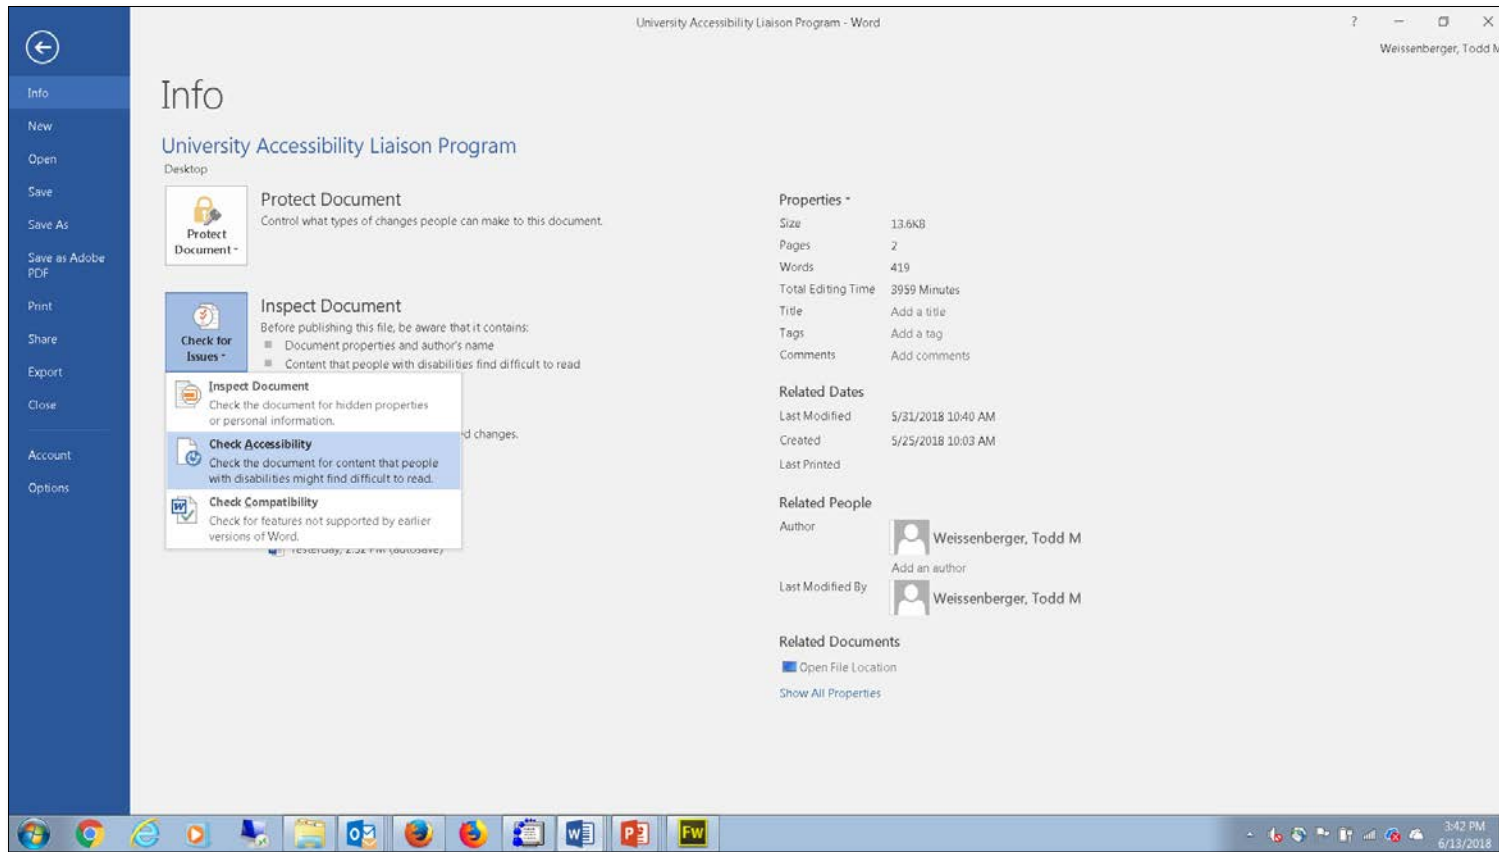 University Accessibility Liaison Program - Word
?
Weissenberger, Todd M
Info
New
Open
Save
Save As
Save as Adobe
PDF
Print
Share
Export
Close
Account
Options
Info
University Accessibility Liaison Program
Desktop
Protect
Document
Protect Document
Control what types of changes people can make to this document.
Check for
Issues
Inspect Document
Before publishing this file, be aware that it contains:
Document properties and author's name
Content that people with disabilities find difficult to read
Inspect Document
Check the document for hidden properties
or personal information.
d changes.
Check Accessibility
Check the document for content that people
with disabilities might find difficult to read.
Check Compatibility
Check for features not supported by earlier
versions of Word.
Yesterday, 2:52 PM (autosave)
Properties
Size 13.6KB
Pages 2
Words 419
Total Editing Time 3959 Minutes
Title Add a title
Tags Add a tag
Comments Add comments
Related Dates
Last Modified 5/31/2018 10:40 AM
Created 5/25/2018 10:03 AM
Last Printed
Related People
Author Weissenberger, Todd M
Add an author
Last Modified By Weissenberger, Todd M
Related Documents
Open File Location
Show All Properties
FW
3:42 PM
6/13/2018